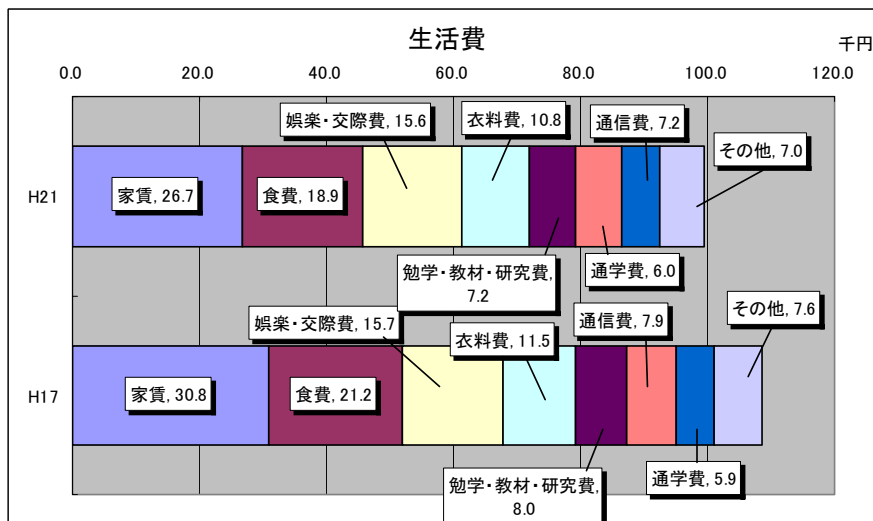 生活費
千円
0.0 20.0 40.0 60.0 80.0 100.0 120.0
娯楽・交際費, 15.6
衣料費, 10.8
通信費, 7.2
その他, 7.0
H21
家賃, 26.7
食費, 18.9
勉学・教材・研究費,
7.2
通学費, 6.0
娯楽・交際費, 15.7
衣料費, 11.5
通信費, 7.9
その他, 7.6
H17
家賃, 30.8
食費, 21.2
勉学・教材・研究費,
8.0
通学費, 5.9